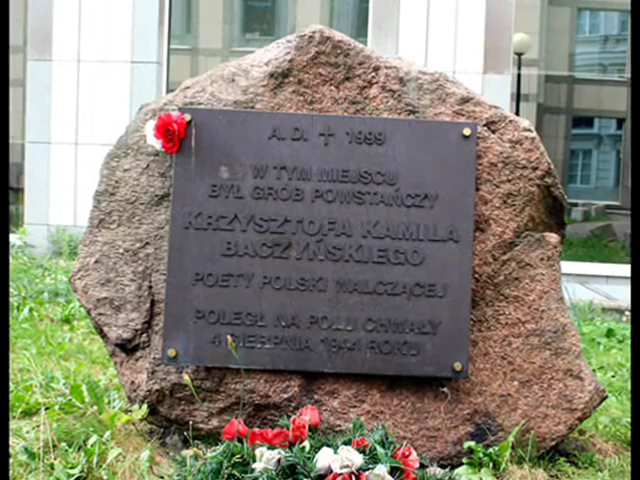 A. D. ✝ 1999
W TYM MIEJSCU
BYŁ GRÓB POWSTAŃCZY
KRZYSZTOFA KAMILA
BACZYŃSKIEGO
POETY POLSKI WALCZĄCEJ
POLEGŁ NA POLU CHWAŁY
4 SIERPNIA 1944 ROKU